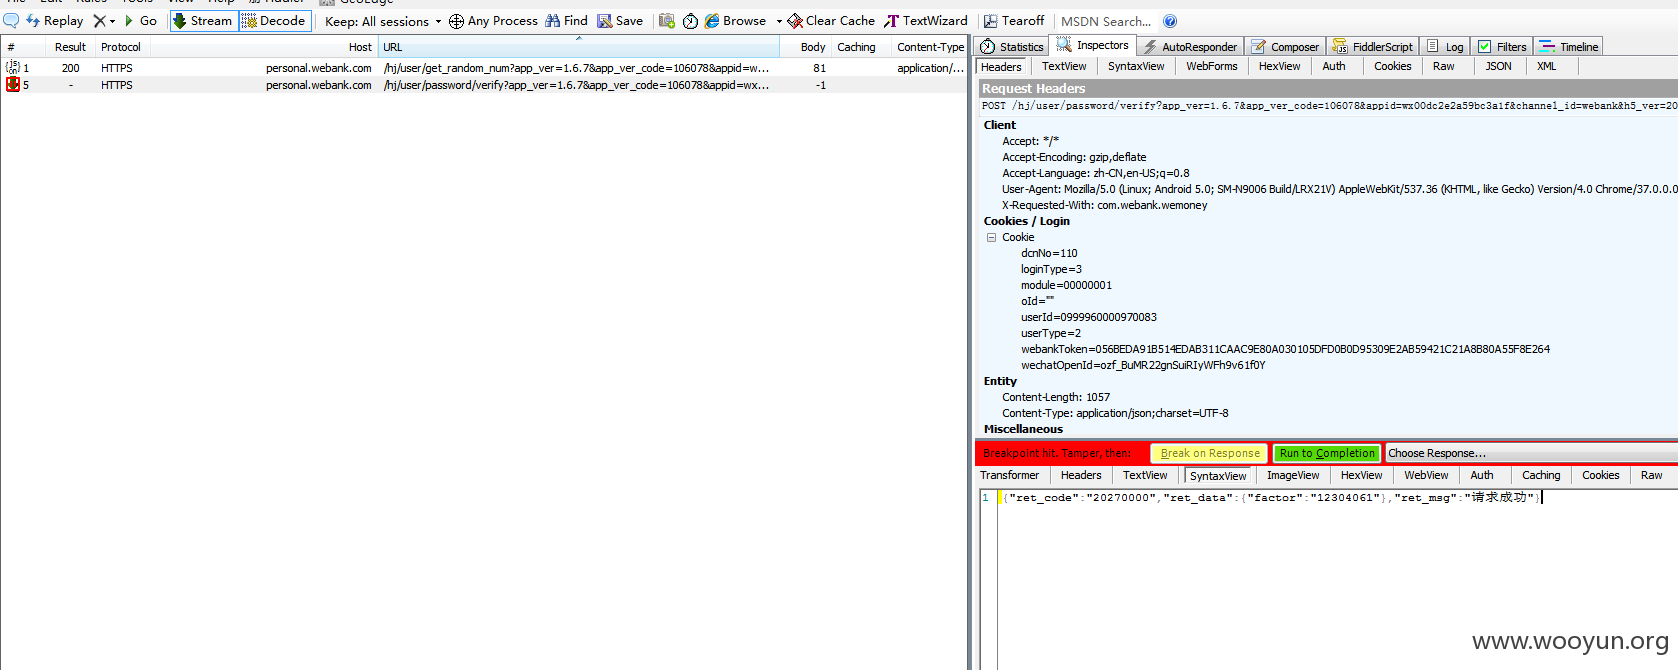 Replay Go Stream Decode Keep: All sessions Any Process Find Save Browse Clear Cache TextWizard Tearoff MSDN Search...
# Result Protocol Host URL Body Caching Content-Type
1 200 HTTPS personal.webank.com /hj/user/get_random_num?app_ver=1.6.7&app_ver_code=106078&appid=w... 81 application/...
5 - HTTPS personal.webank.com /hj/user/password/verify?app_ver=1.6.7&app_ver_code=106078&appid=wx... -1
Statistics Inspectors AutoResponder Composer FiddlerScript Log Filters Timeline
Headers TextView SyntaxView WebForms HexView Auth Cookies Raw JSON XML
Request Headers
POST /hj/user/password/verify?app_ver=1.6.7&app_ver_code=106078&appid=wx00dc2e2a59bc3a1f&channel_id=webank&h5_ver=20
Client
Accept: */*
Accept-Encoding: gzip,deflate
Accept-Language: zh-CN,en-US;q=0.8
User-Agent: Mozilla/5.0 (Linux; Android 5.0; SM-N9006 Build/LRX21V) AppleWebKit/537.36 (KHTML, like Gecko) Version/4.0 Chrome/37.0.0.0
X-Requested-With: com.webank.wemoney
Cookies / Login
Cookie
dcnNo=110
loginType=3
module=00000001
oId=""
userId=0999960000970083
userType=2
webankToken=056BEDA91B514EDAB311CAAC9E80A030105DFD0B0D95309E2AB59421C21A8B80A55F8E264
wechatOpenId=ozf_BuMR22gnSuiRIyWFh9v61f0Y
Entity
Content-Length: 1057
Content-Type: application/json;charset=UTF-8
Miscellaneous
Breakpoint hit. Tamper, then: Break on Response Run to Completion Choose Response...
Transformer Headers TextView SyntaxView ImageView HexView WebView Auth Caching Cookies Raw
1 {"ret_code":"20270000","ret_data":{"factor":"12304061"},"ret_msg":"请求成功"}
www.wooyun.org